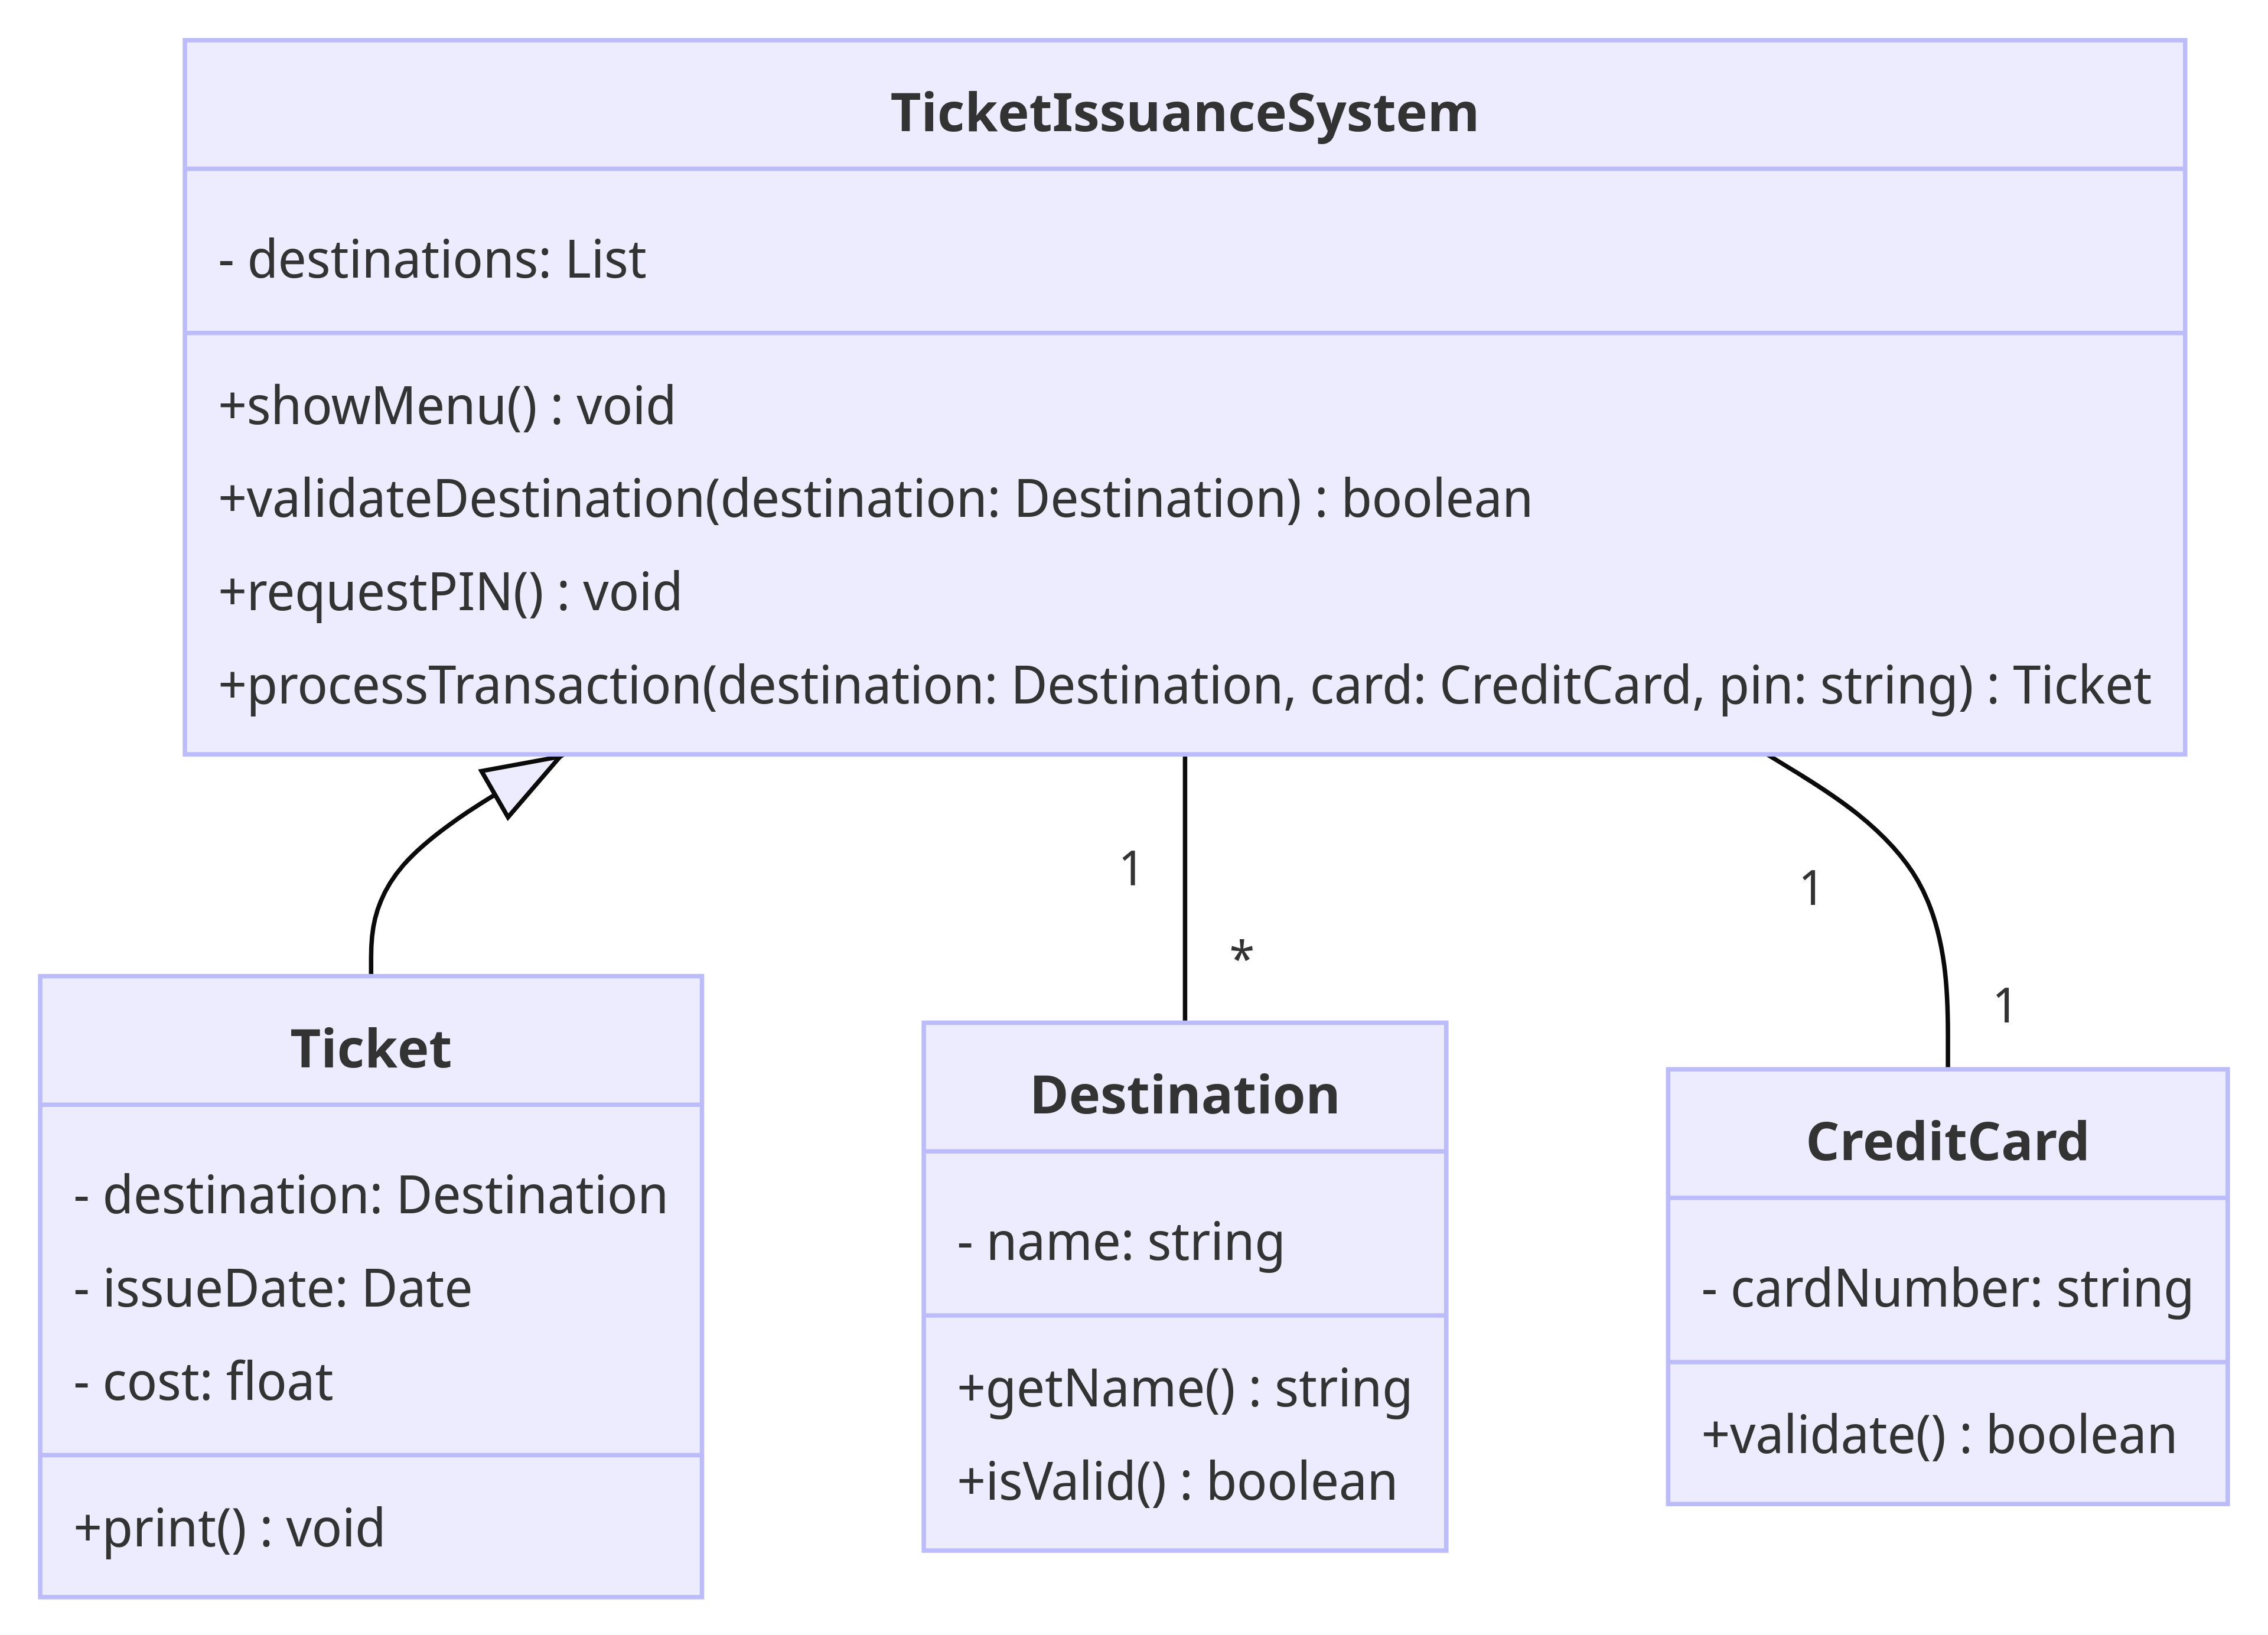 TicketIssuanceSystem
- destinations: List
+showMenu() : void
+validateDestination(destination: Destination) : boolean
+requestPIN() : void
+processTransaction(destination: Destination, card: CreditCard, pin: string) : Ticket
1
*
1
1
Ticket
- destination: Destination
- issueDate: Date
- cost: float
+print() : void
Destination
- name: string
+getName() : string
+isValid() : boolean
CreditCard
- cardNumber: string
+validate() : boolean